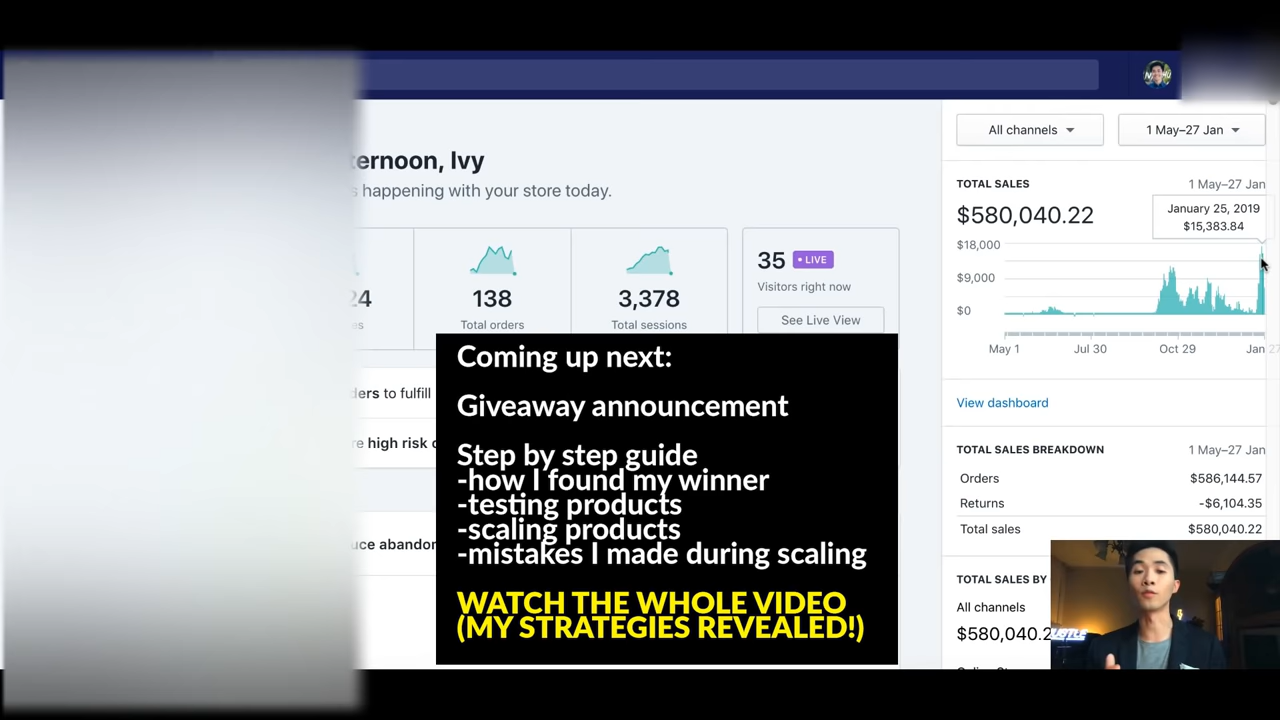 All channels
1 May–27 Jan
ernoon, Ivy
happening with your store today.
TOTAL SALES
1 May–27 Jan
$580,040.22
January 25, 2019
$15,383.84
$18,000
$9,000
$0
May 1
Jul 30
Oct 29
Jan 27
24
138
Total orders
3,378
Total sessions
35
• LIVE
Visitors right now
See Live View
View dashboard
ders to fulfill
e high risk
uce abandon
Coming up next:
Giveaway announcement
Step by step guide
-how I found my winner
-testing products
-scaling products
-mistakes I made during scaling
WATCH THE WHOLE VIDEO
(MY STRATEGIES REVEALED!)
TOTAL SALES BREAKDOWN
1 May–27 Jan
Orders
$586,144.57
Returns
-$6,104.35
Total sales
$580,040.22
TOTAL SALES BY
All channels
$580,040.2